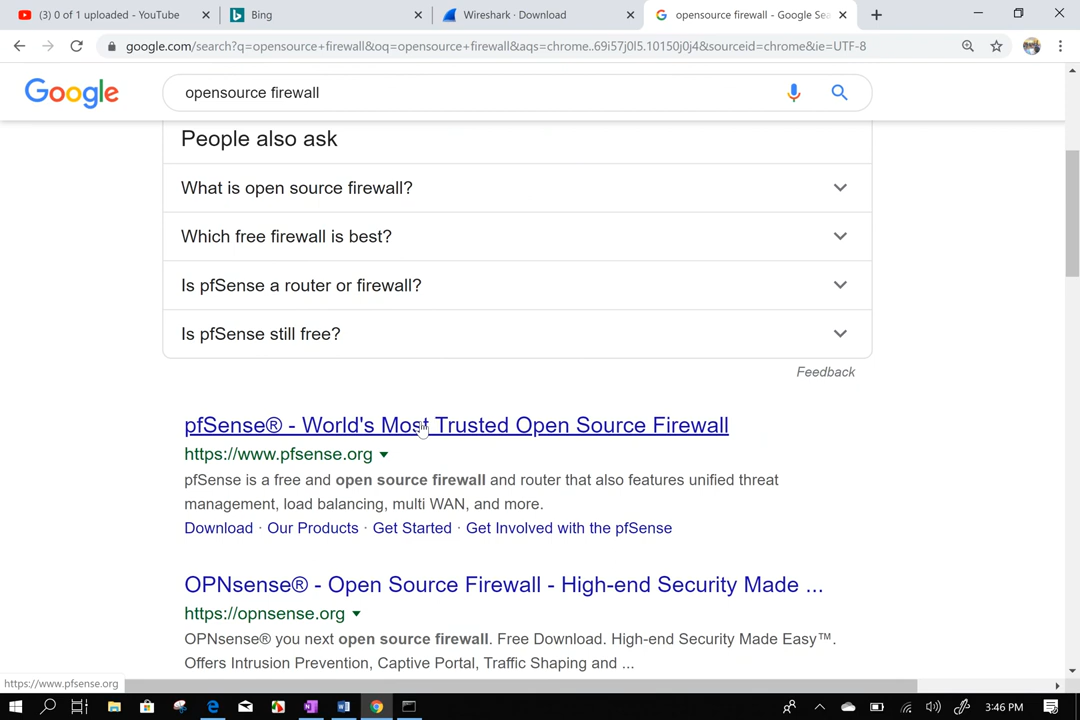 (3) 0 of 1 uploaded - YouTube
Bing
Wireshark · Download
opensource firewall - Google Sea
google.com/search?q=opensource+firewall&oq=opensource+firewall&aqs=chrome..69i57j0l5.10150j0j4&sourceid=chrome&ie=UTF-8
Google
opensource firewall
People also ask
What is open source firewall?
Which free firewall is best?
Is pfSense a router or firewall?
Is pfSense still free?
Feedback
pfSense® - World's Most Trusted Open Source Firewall
https://www.pfsense.org
pfSense is a free and open source firewall and router that also features unified threat
management, load balancing, multi WAN, and more.
Download · Our Products · Get Started · Get Involved with the pfSense
OPNsense® - Open Source Firewall - High-end Security Made ...
https://opnsense.org
OPNsense® you next open source firewall. Free Download. High-end Security Made Easy™.
Offers Intrusion Prevention, Captive Portal, Traffic Shaping and ...
https://www.pfsense.org
3:46 PM